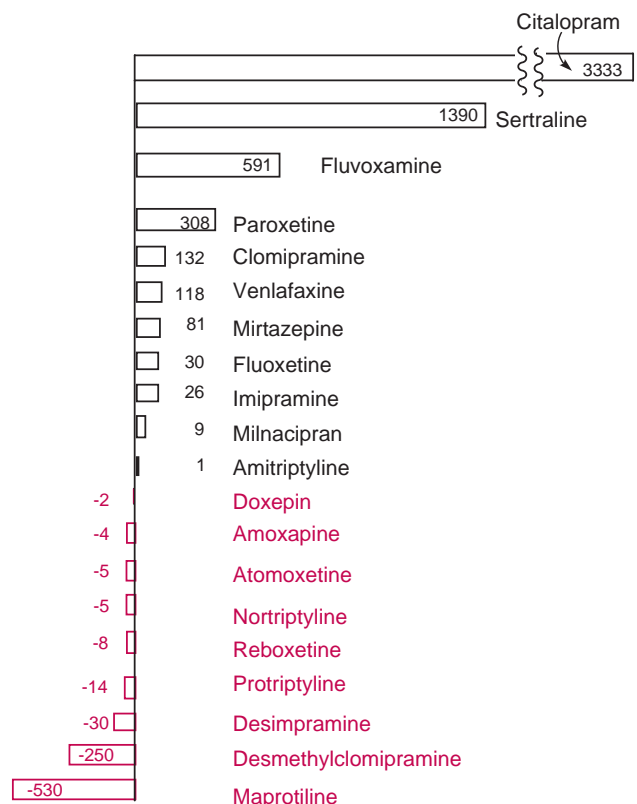 Citalopram
3333
1390 Sertraline
591 Fluvoxamine
308 Paroxetine
132 Clomipramine
118 Venlafaxine
81 Mirtazepine
30 Fluoxetine
26 Imipramine
9 Milnacipran
1 Amitriptyline
-2 Doxepin
-4 Amoxapine
-5 Atomoxetine
-5 Nortriptyline
-8 Reboxetine
-14 Protriptyline
-30 Desimpramine
-250 Desmethylclomipramine
-530 Maprotiline